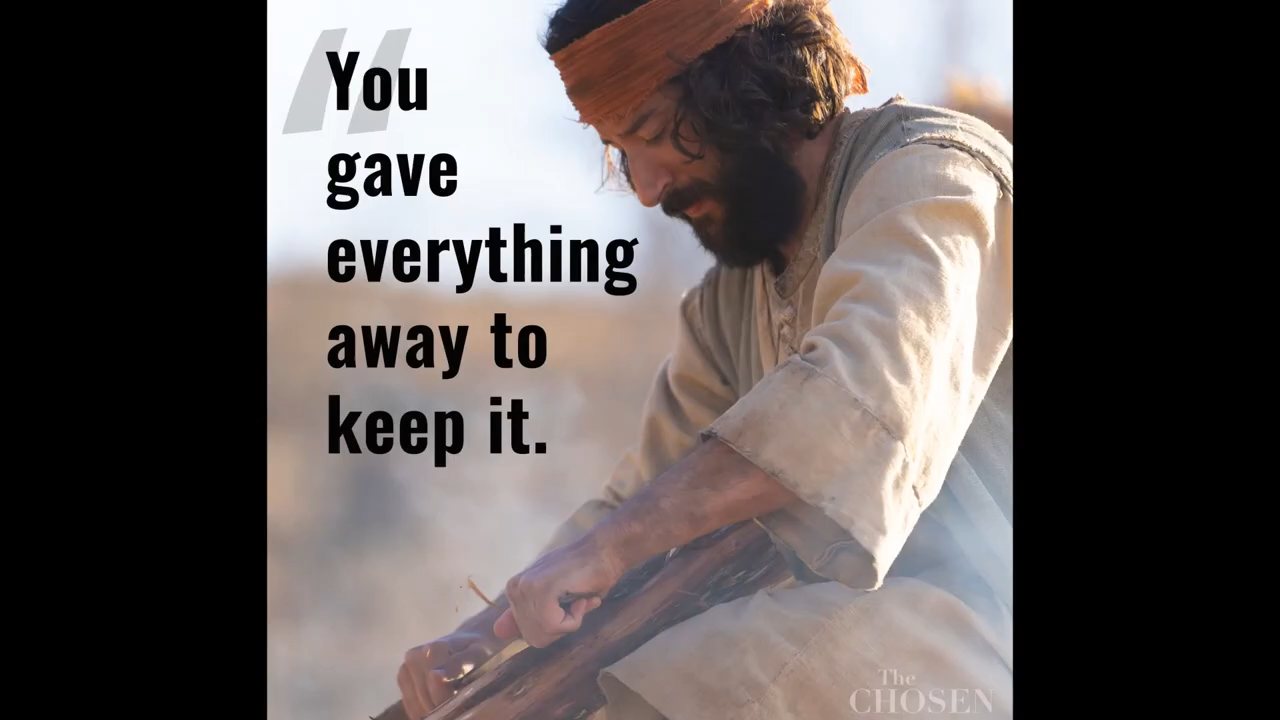 "
You
gave
everything
away to
keep it.
The
CHOSEN